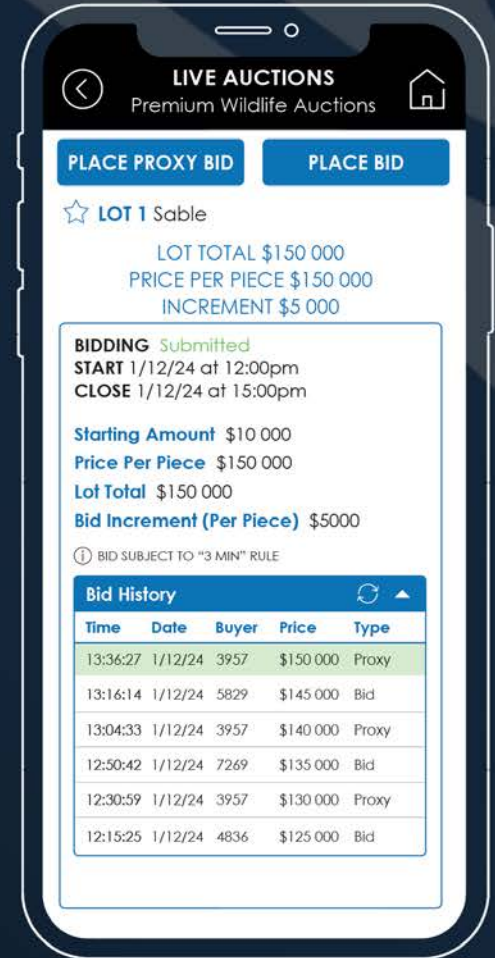 LIVE AUCTIONS
Premium Wildlife Auctions
PLACE PROXY BID PLACE BID
LOT 1 Sable
LOT TOTAL $150 000
PRICE PER PIECE $150 000
INCREMENT $5 000
BIDDING Submitted
START 1/12/24 at 12:00pm
CLOSE 1/12/24 at 15:00pm
Starting Amount $10 000
Price Per Piece $150 000
Lot Total $150 000
Bid Increment (Per Piece) $5000
BID SUBJECT TO “3 MIN” RULE
Bid History
Time Date Buyer Price Type
13:36:27 1/12/24 3957 $150 000 Proxy
13:16:14 1/12/24 5829 $145 000 Bid
13:04:33 1/12/24 3957 $140 000 Proxy
12:50:42 1/12/24 7269 $135 000 Bid
12:30:59 1/12/24 3957 $130 000 Proxy
12:15:25 1/12/24 4836 $125 000 Bid